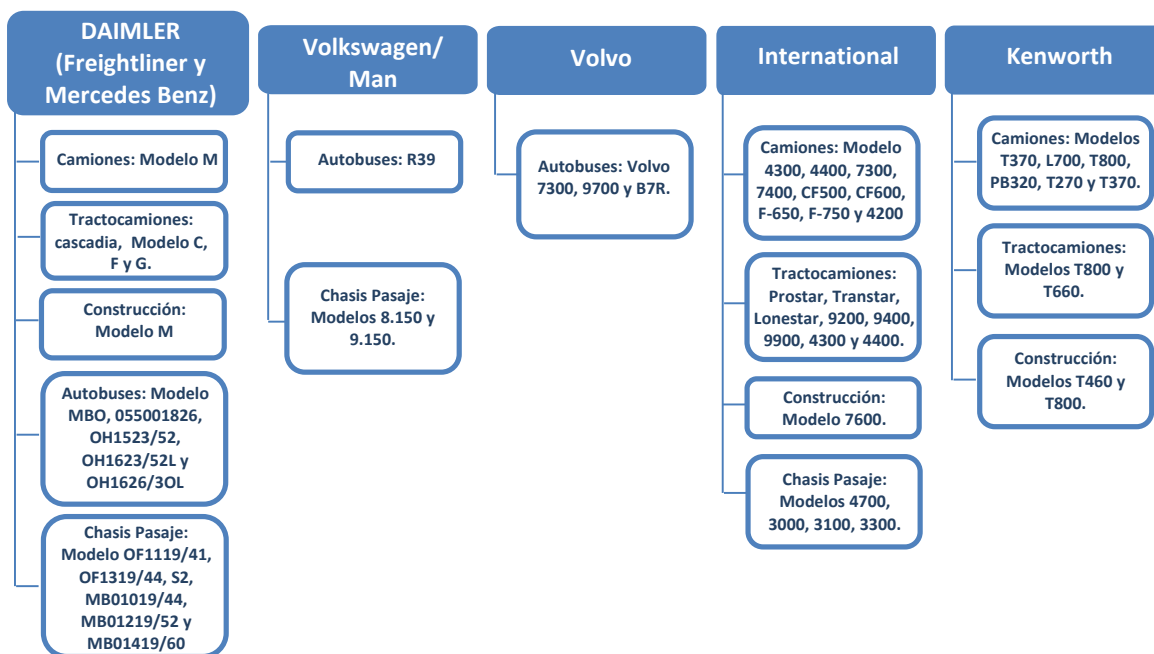 DAIMLER
(Freightliner y
Mercedes Benz)
Camiones: Modelo M
Tractocamiones:
cascadia, Modelo C,
F y G.
Construcción:
Modelo M
Autobuses: Modelo
MBO, 055001826,
OH1523/52,
OH1623/52L y
OH1626/3OL
Chasis Pasaje:
Modelo OF1119/41,
OF1319/44, S2,
MB01019/44,
MB01219/52 y
MB01419/60
Volkswagen/
Man
Autobuses: R39
Chasis Pasaje:
Modelos 8.150 y
9.150.
Volvo
Autobuses: Volvo
7300, 9700 y B7R.
International
Camiones: Modelo
4300, 4400, 7300,
7400, CF500, CF600,
F-650, F-750 y 4200
Tractocamiones:
Prostar, Transtar,
Lonestar, 9200, 9400,
9900, 4300 y 4400.
Construcción:
Modelo 7600.
Chasis Pasaje:
Modelos 4700,
3000, 3100, 3300.
Kenworth
Camiones: Modelos
T370, L700, T800,
PB320, T270 y T370.
Tractocamiones:
Modelos T800 y
T660.
Construcción:
Modelos T460 y
T800.